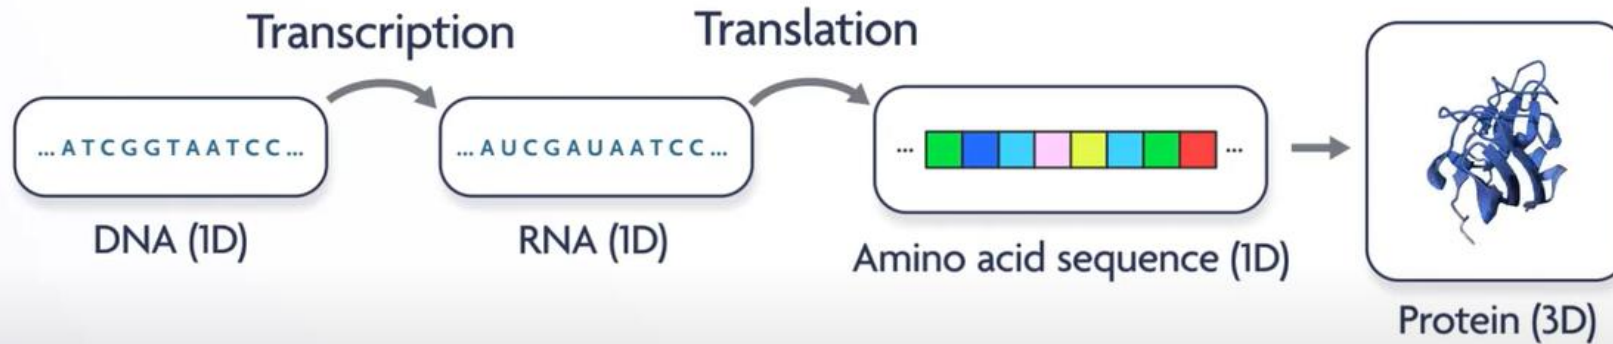 Transcription
Translation
...ATCGGTAATCC...
...AUCGAUAATCC...
...
...
DNA (1D)
RNA (1D)
Amino acid sequence (1D)
Protein (3D)